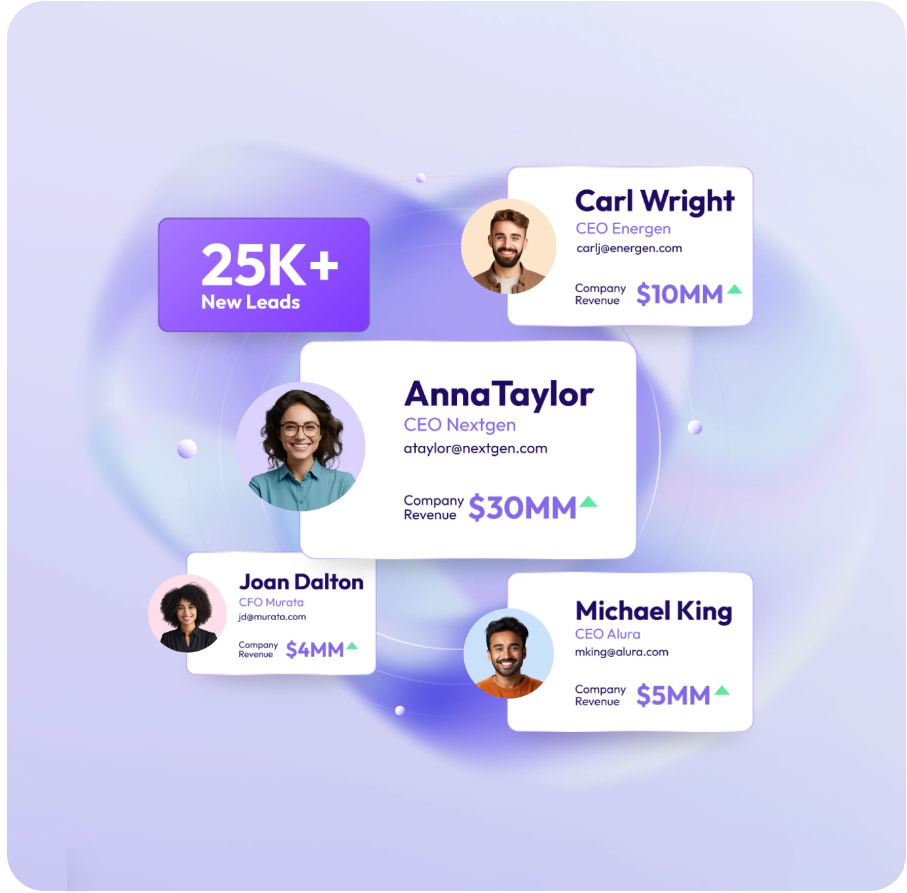 25K+
New Leads
Carl Wright
CEO Energen
carlj@energen.com
Company
Revenue
$10MM
AnnaTaylor
CEO Nextgen
ataylor@nextgen.com
Company
Revenue
$30MM
Joan Dalton
CFO Murata
jd@murata.com
Company
Revenue
$4MM
Michael King
CEO Alura
mking@alura.com
Company
Revenue
$5MM